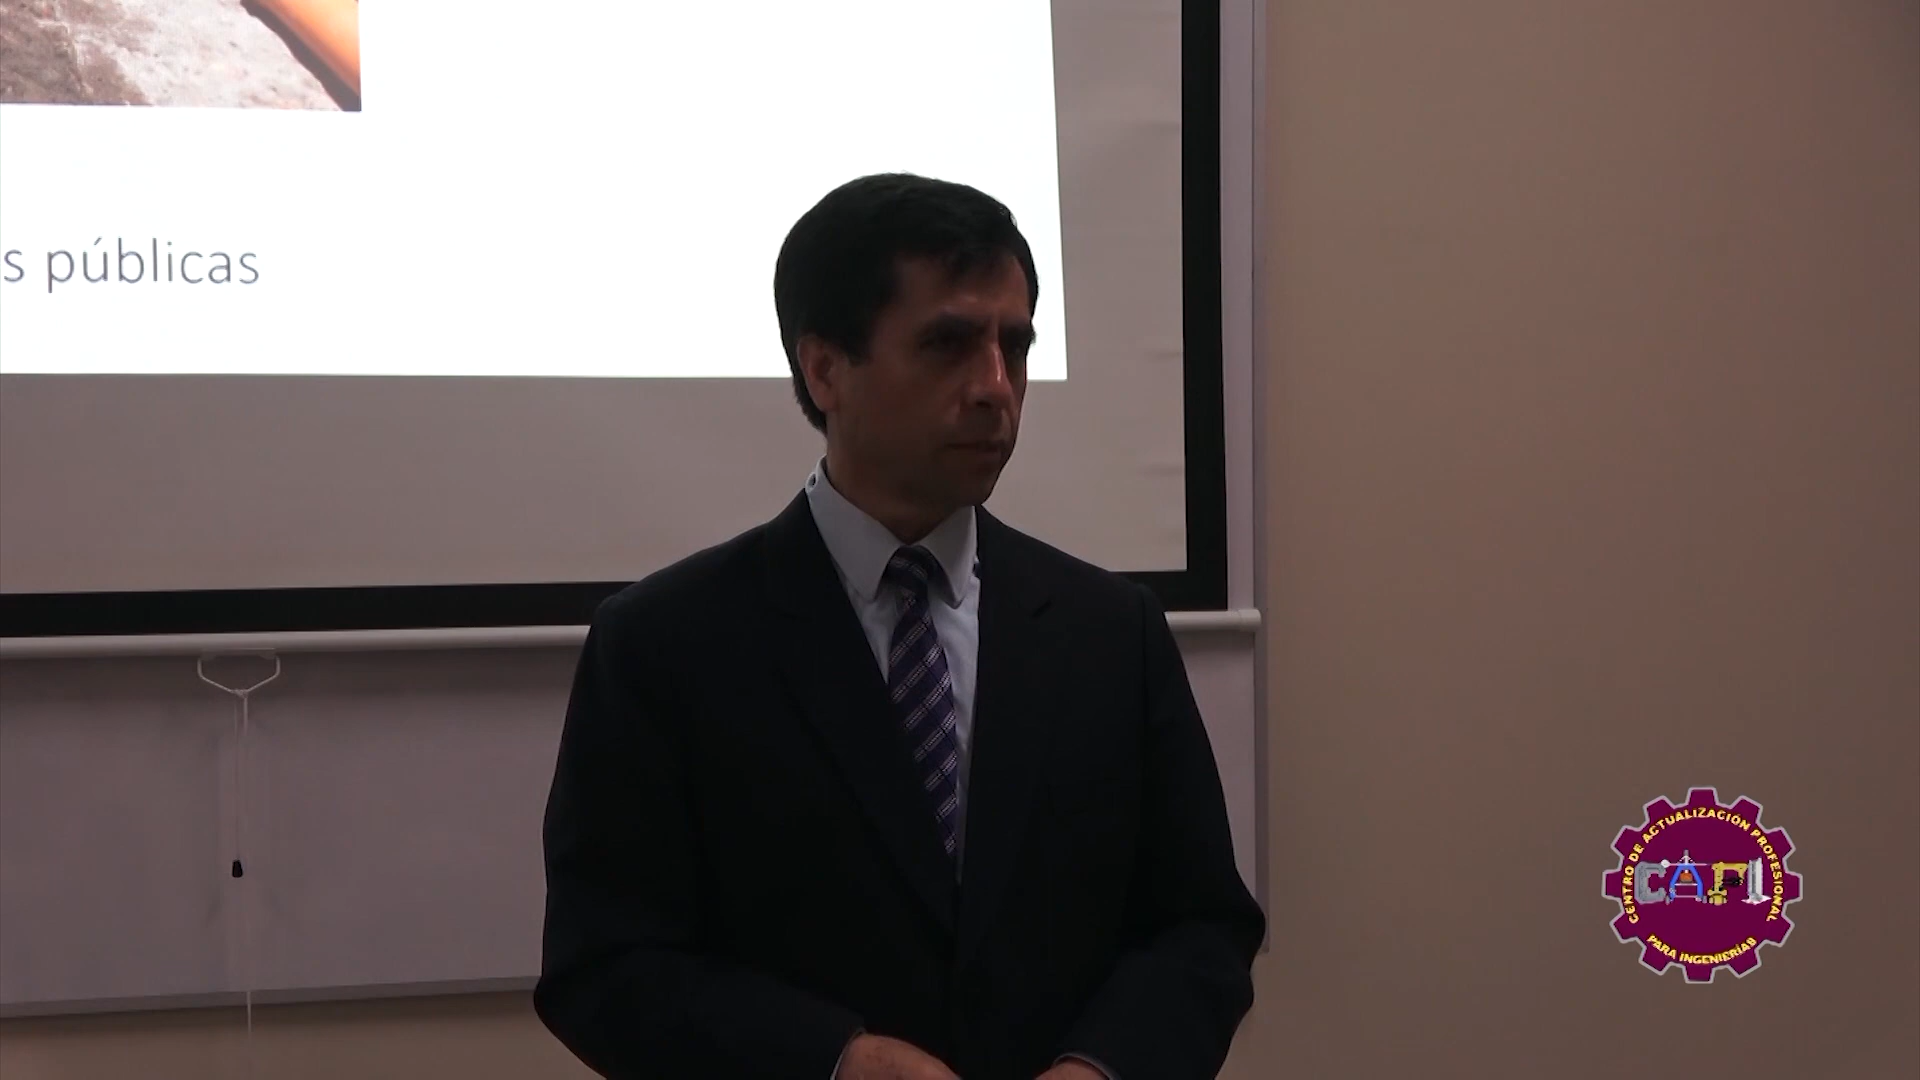 s públicas
CENTRO DE ACTUALIZACIÓN PROFESIONAL
CAPI
PARA INGENIERÍAS